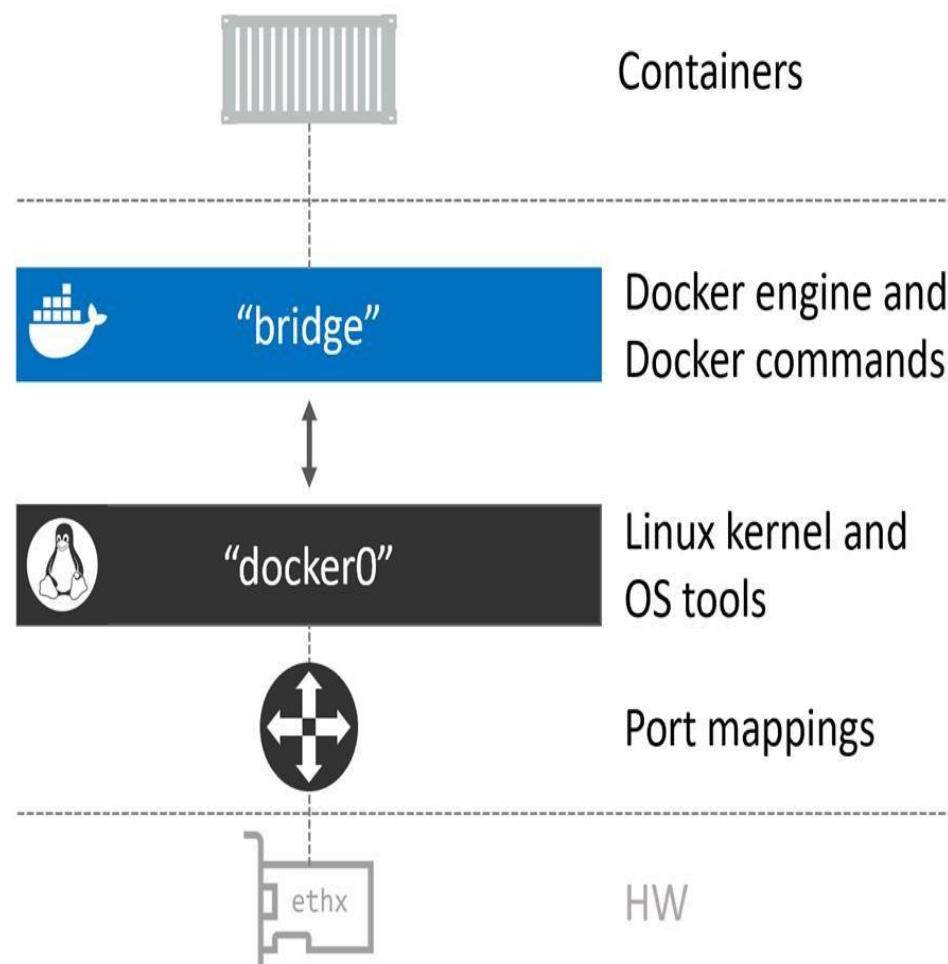 Containers
“bridge”
Docker engine and
Docker commands
“docker0”
Linux kernel and
OS tools
Port mappings
ethx
HW